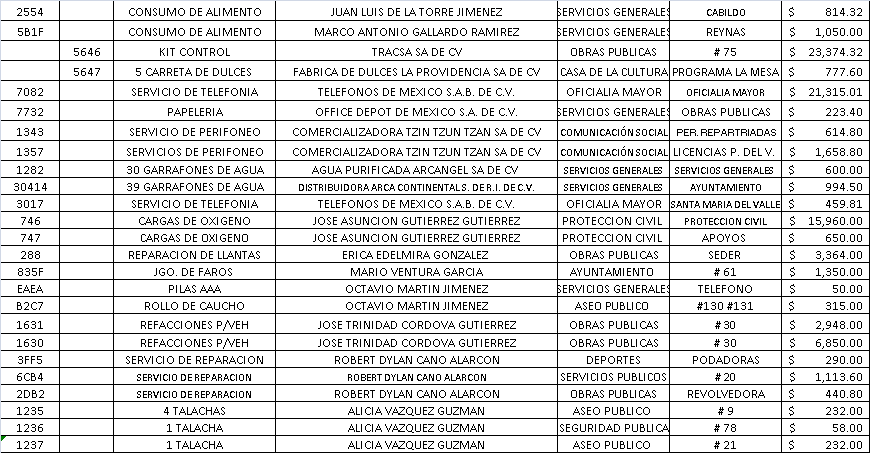 2554 CONSUMO DE ALIMENTO JUAN LUIS DE LA TORRE JIMENEZ SERVICIOS GENERALES CABILDO $ 814.32
5B1F CONSUMO DE ALIMENTO MARCO ANTONIO GALLARDO RAMIREZ SERVICIOS GENERALES REYNAS $ 1,050.00
5646 KIT CONTROL TRACSA SA DE CV OBRAS PUBLICAS # 75 $ 23,374.32
5647 5 CARRETA DE DULCES FABRICA DE DULCES LA PROVIDENCIA SA DE CV CASA DE LA CULTURA PROGRAMA LA MESA $ 777.60
7082 SERVICIO DE TELEFONIA TELEFONOS DE MEXICO S.A.B. DE C.V. OFICIALIA MAYOR OFICIALIA MAYOR $ 21,315.01
7732 PAPELERIA OFFICE DEPOT DE MEXICO S.A. DE C.V. SERVICIOS GENERALES OBRAS PUBLICAS $ 223.40
1343 SERVICIO DE PERIFONEO COMERCIALIZADORA TZIN TZUN TZAN SA DE CV COMUNICACIÓN SOCIAL PER. REPARTRIADAS $ 614.80
1357 SERVICIOS DE PERIFONEO COMERCIALIZADORA TZIN TZUN TZAN SA DE CV COMUNICACIÓN SOCIAL LICENCIAS P. DEL V. $ 1,658.80
1282 30 GARRAFONES DE AGUA AGUA PURIFICADA ARCANGEL SA DE CV SERVICIOS GENERALES SERVICIOS GENERALES $ 600.00
30414 39 GARRAFONES DE AGUA DISTRIBUIDORA ARCA CONTINENTAL S. DE R.I. DE C.V. SERVICIOS GENERALES AYUNTAMIENTO $ 994.50
3017 SERVICIO DE TELEFONIA TELEFONOS DE MEXICO S.A.B. DE C.V. OFICIALIA MAYOR SANTA MARIA DEL VALLE $ 459.81
746 CARGAS DE OXIGENO JOSE ASUNCION GUTIERREZ GUTIERREZ PROTECCION CIVIL PROTECCION CIVIL $ 15,960.00
747 CARGAS DE OXIGENO JOSE ASUNCION GUTIERREZ GUTIERREZ PROTECCION CIVIL APOYOS $ 650.00
288 REPARACION DE LLANTAS ERICA EDELMIRA GONZALEZ OBRAS PUBLICAS SEDER $ 3,364.00
835F JGO. DE FAROS MARIO VENTURA GARCIA AYUNTAMIENTO # 61 $ 1,350.00
EAEA PILAS AAA OCTAVIO MARTIN JIMENEZ SERVICIOS GENERALES TELEFONO $ 50.00
B2C7 ROLLO DE CAUCHO OCTAVIO MARTIN JIMENEZ ASEO PUBLICO #130 #131 $ 315.00
1631 REFACCIONES P/VEH JOSE TRINIDAD CORDOVA GUTIERREZ OBRAS PUBLICAS # 30 $ 2,948.00
1630 REFACCIONES P/VEH JOSE TRINIDAD CORDOVA GUTIERREZ OBRAS PUBLICAS # 30 $ 6,850.00
3FF5 SERVICIO DE REPARACION ROBERT DYLAN CANO ALARCON DEPORTES PODADORAS $ 290.00
6CB4 SERVICIO DE REPARACION ROBERT DYLAN CANO ALARCON SERVICIOS PUBLICOS # 20 $ 1,113.60
2DB2 SERVICIO DE REPARACION ROBERT DYLAN CANO ALARCON OBRAS PUBLICAS REVOLVEDORA $ 440.80
1235 4 TALACHAS ALICIA VAZQUEZ GUZMAN ASEO PUBLICO # 9 $ 232.00
1236 1 TALACHA ALICIA VAZQUEZ GUZMAN SEGURIDAD PUBLICA # 78 $ 58.00
1237 1 TALACHA ALICIA VAZQUEZ GUZMAN ASEO PUBLICO # 21 $ 232.00